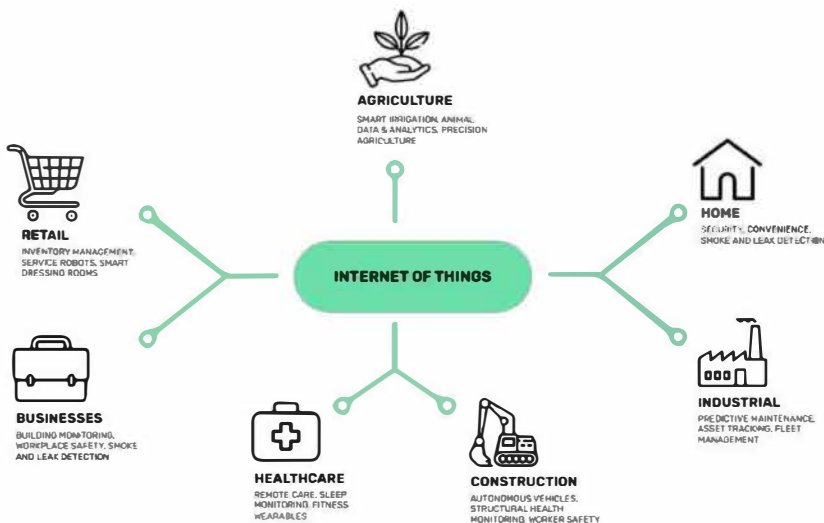 AGRICULTURE
SMART IRRIGATION, ANIMAL
DATA & ANALYTICS, PRECISION
AGRICULTURE
RETAIL
INVENTORY MANAGEMENT,
SERVICE ROBOTS, SMART
DRESSING ROOMS
HOME
SECURITY, CONVENIENCE,
SMOKE AND LEAK DETECTION
INTERNET OF THINGS
BUSINESSES
BUILDING MONITORING,
WORKPLACE SAFETY, SMOKE
AND LEAK DETECTION
INDUSTRIAL
PREDICTIVE MAINTENANCE,
ASSET TRACKING, FLEET
MANAGEMENT
HEALTHCARE
REMOTE CARE, SLEEP
MONITORING, FITNESS
WEARABLES
CONSTRUCTION
AUTONOMOUS VEHICLES,
STRUCTURAL HEALTH
MONITORING, WORKER SAFETY